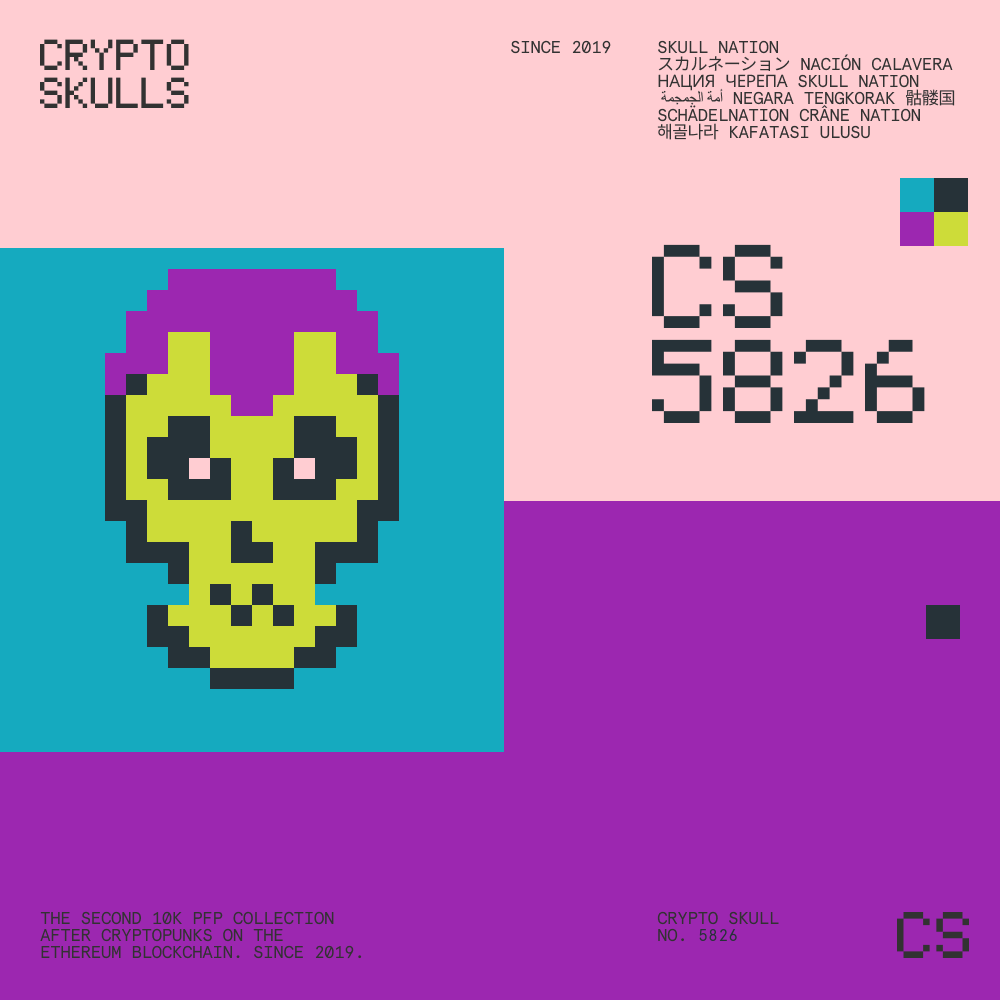 CRYPTO
SKULLS
SINCE 2019
SKULL NATION
スカルネーション NACIÓN CALAVERA
НАЦИЯ ЧЕРЕПА SKULL NATION
أمة الجمجمة NEGARA TENGKORAK 骷髅国
SCHÄDELNATION CRÂNE NATION
해골나라 KAFATASI ULUSU
CS
5826
THE SECOND 10K PFP COLLECTION
AFTER CRYPTOPUNKS ON THE
ETHEREUM BLOCKCHAIN. SINCE 2019.
CRYPTO SKULL
NO. 5826
CS